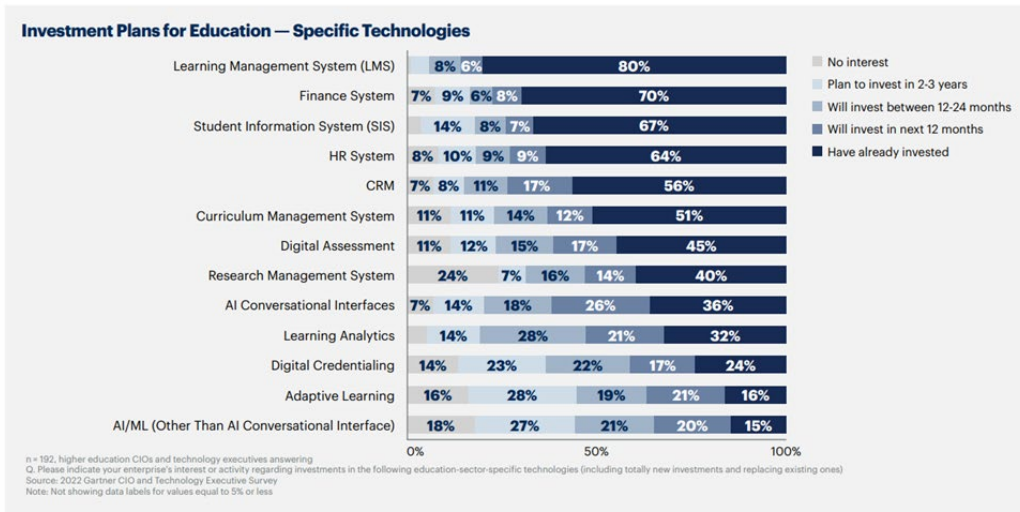 Investment Plans for Education — Specific Technologies
Learning Management System (LMS) 8% 6% 80%
Finance System 7% 9% 6% 8% 70%
Student Information System (SIS) 14% 8% 7% 67%
HR System 8% 10% 9% 9% 64%
CRM 7% 8% 11% 17% 56%
Curriculum Management System 11% 11% 14% 12% 51%
Digital Assessment 11% 12% 15% 17% 45%
Research Management System 24% 7% 16% 14% 40%
AI Conversational Interfaces 7% 14% 18% 26% 36%
Learning Analytics 14% 28% 21% 32%
Digital Credentialing 14% 23% 22% 17% 24%
Adaptive Learning 16% 28% 19% 21% 16%
AI/ML (Other Than AI Conversational Interface) 18% 27% 21% 20% 15%
0% 50% 100%
No interest
Plan to invest in 2-3 years
Will invest between 12-24 months
Will invest in next 12 months
Have already invested
n = 192, higher education CIOs and technology executives answering
Q. Please indicate your enterprise's interest or activity regarding investments in the following education-sector-specific technologies (including totally new investments and replacing existing ones)
Source: 2022 Gartner CIO and Technology Executive Survey
Note: Not showing data labels for values equal to 5% or less